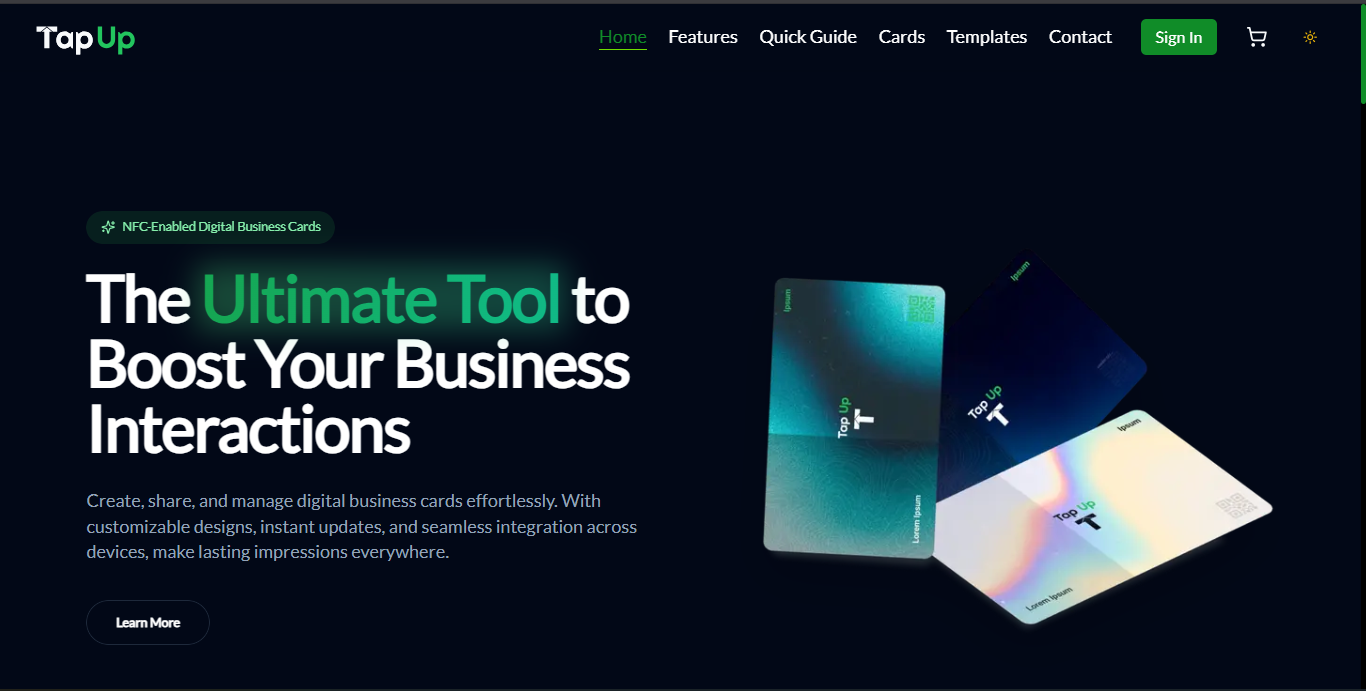 Tap Up
Home Features Quick Guide Cards Templates Contact Sign In
NFC-Enabled Digital Business Cards
The Ultimate Tool to
Boost Your Business
Interactions
Create, share, and manage digital business cards effortlessly. With
customizable designs, instant updates, and seamless integration across
devices, make lasting impressions everywhere.
Learn More
Ipsum
Tap Up
Lorem Ipsum
Ipsum
Tap Up
Ipsum
Tap Up
Lorem Ipsum